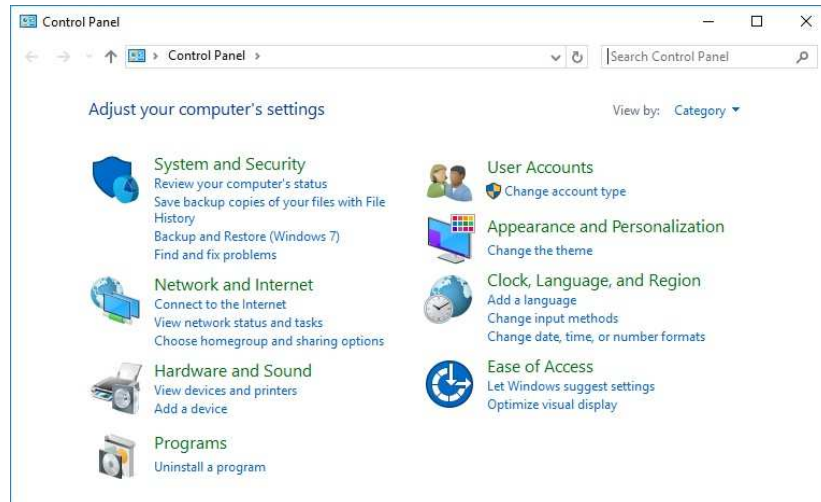 Control Panel
Control Panel
Search Control Panel
Adjust your computer's settings
View by: Category
System and Security
Review your computer's status
Save backup copies of your files with File
History
Backup and Restore (Windows 7)
Find and fix problems
Network and Internet
Connect to the Internet
View network status and tasks
Choose homegroup and sharing options
Hardware and Sound
View devices and printers
Add a device
Programs
Uninstall a program
User Accounts
Change account type
Appearance and Personalization
Change the theme
Clock, Language, and Region
Add a language
Change input methods
Change date, time, or number formats
Ease of Access
Let Windows suggest settings
Optimize visual display